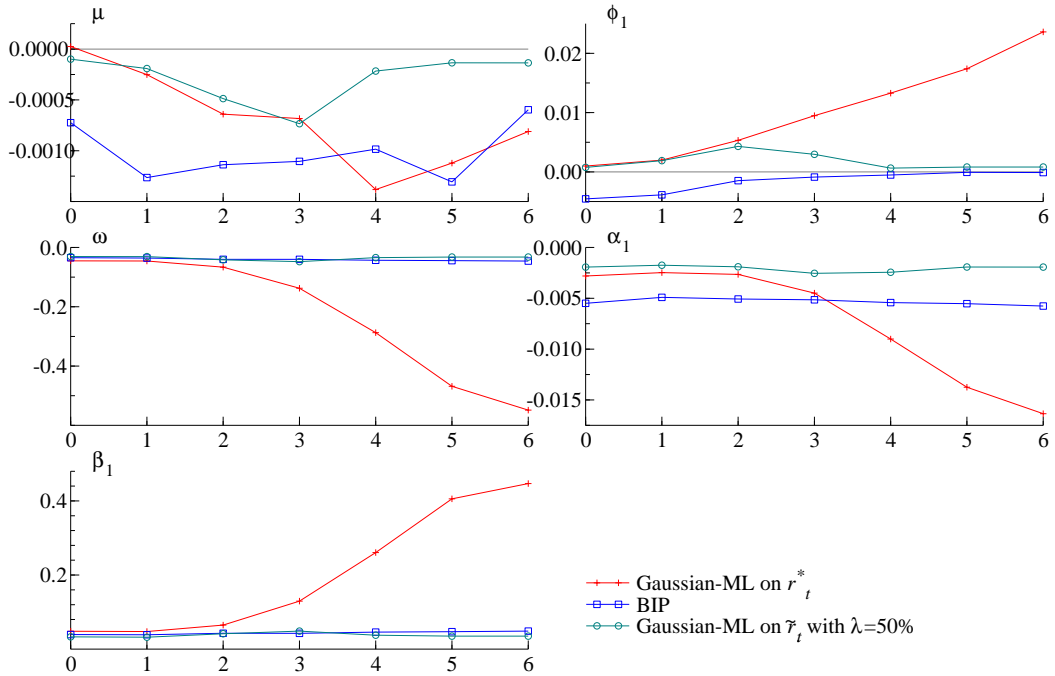 μ
0.0000
-0.0005
-0.0010
0 1 2 3 4 5 6
ϕ1
0.02
0.01
0.00
0 1 2 3 4 5 6
ω
0.0
-0.2
-0.4
0 1 2 3 4 5 6
α1
0.000
-0.005
-0.010
-0.015
0 1 2 3 4 5 6
β1
0.4
0.2
0 1 2 3 4 5 6
Gaussian-ML on r*t
BIP
Gaussian-ML on r̃t with λ=50%